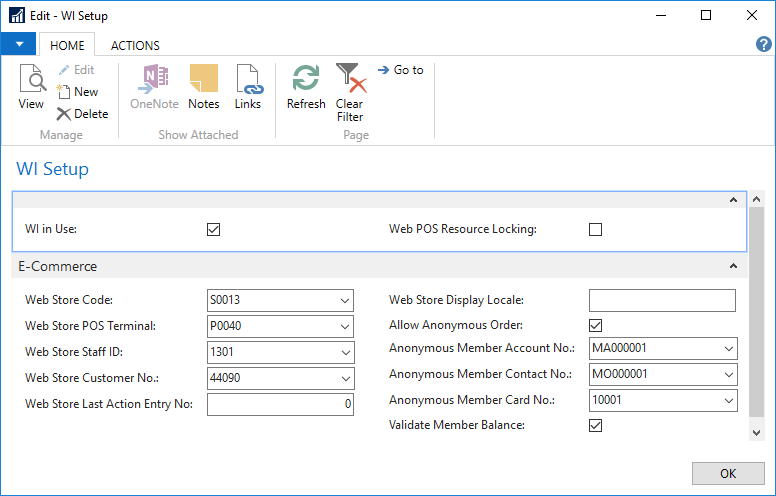 Edit - WI Setup
HOME
ACTIONS
View
Edit
New
Delete
Manage
OneNote
Notes
Links
Show Attached
Refresh
Clear
Filter
Go to
Page
WI Setup
WI in Use:
Web POS Resource Locking:
E-Commerce
Web Store Code: S0013
Web Store POS Terminal: P0040
Web Store Staff ID: 1301
Web Store Customer No.: 44090
Web Store Last Action Entry No: 0
Web Store Display Locale:
Allow Anonymous Order:
Anonymous Member Account No.: MA000001
Anonymous Member Contact No.: MO000001
Anonymous Member Card No.: 10001
Validate Member Balance:
OK